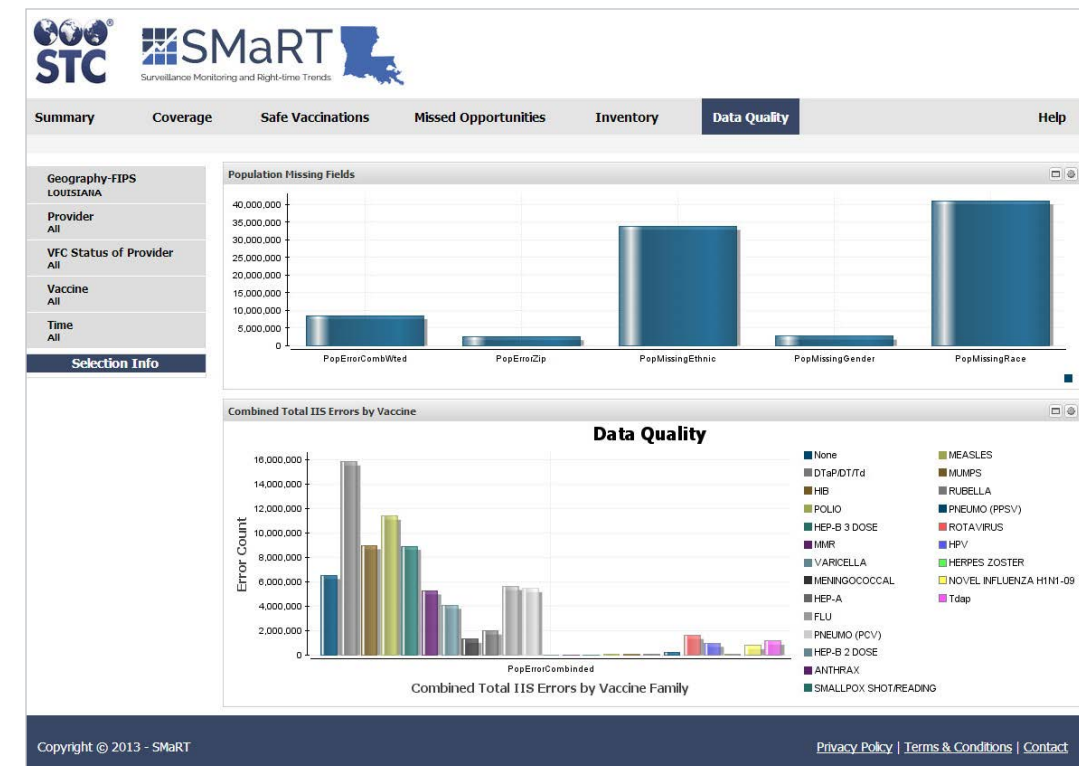 STC®
SMaRT
Surveillance Monitoring and Right-time Trends
Summary Coverage Safe Vaccinations Missed Opportunities Inventory Data Quality Help
Geography-FIPS
LOUISIANA
Provider
All
VFC Status of Provider
All
Vaccine
All
Time
All
Selection Info
Population Missing Fields
40,000,000
35,000,000
30,000,000
25,000,000
20,000,000
15,000,000
10,000,000
5,000,000
0
PopErrorCombWted PopErrorZip PopMissingEthnic PopMissingGender PopMissingRace
Combined Total IIS Errors by Vaccine
Data Quality
Error Count
16,000,000
14,000,000
12,000,000
10,000,000
8,000,000
6,000,000
4,000,000
2,000,000
0
PopErrorCombinded
Combined Total IIS Errors by Vaccine Family
None
DTaP/DT/Td
HIB
POLIO
HEP-B 3 DOSE
MMR
VARICELLA
MENINGOCOCCAL
HEP-A
FLU
PNEUMO (PCV)
HEP-B 2 DOSE
ANTHRAX
SMALLPOX SHOT/READING
MEASLES
MUMPS
RUBELLA
PNEUMO (PPSV)
ROTAVIRUS
HPV
HERPES ZOSTER
NOVEL INFLUENZA H1N1-09
Tdap
Copyright © 2013 - SMaRT
Privacy Policy | Terms & Conditions | Contact